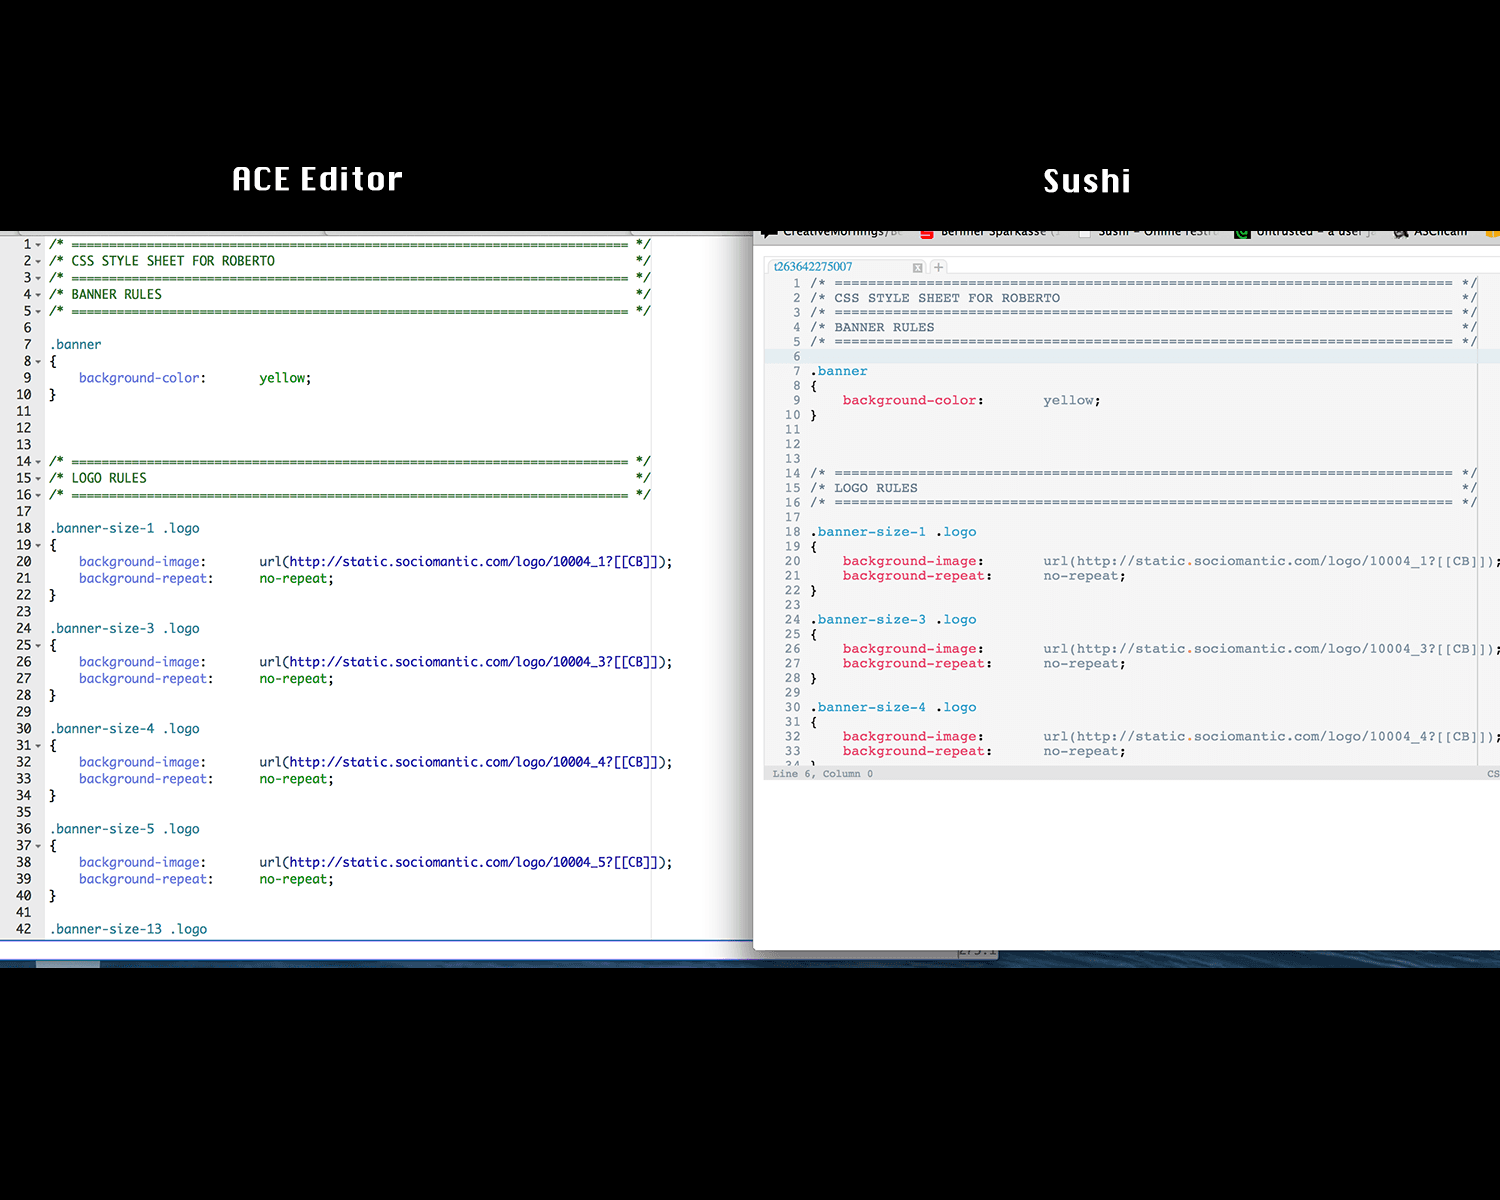 ACE Editor
1 /* ========================================================================== */
2 /* CSS STYLE SHEET FOR ROBERTO */
3 /* ========================================================================== */
4 /* BANNER RULES */
5 /* ========================================================================== */
6
7 .banner
8 {
9 background-color: yellow;
10 }
11
12
13
14 /* ========================================================================== */
15 /* LOGO RULES */
16 /* ========================================================================== */
17
18 .banner-size-1 .logo
19 {
20 background-image: url(http://static.sociomantic.com/logo/10004_1?[[CB]]);
21 background-repeat: no-repeat;
22 }
23
24 .banner-size-3 .logo
25 {
26 background-image: url(http://static.sociomantic.com/logo/10004_3?[[CB]]);
27 background-repeat: no-repeat;
28 }
29
30 .banner-size-4 .logo
31 {
32 background-image: url(http://static.sociomantic.com/logo/10004_4?[[CB]]);
33 background-repeat: no-repeat;
34 }
35
36 .banner-size-5 .logo
37 {
38 background-image: url(http://static.sociomantic.com/logo/10004_5?[[CB]]);
39 background-repeat: no-repeat;
40 }
41
42 .banner-size-13 .logo
Sushi
CreativeMornings/ Berliner Sparkasse Sushi – Online Untrusted – a user ASCIIcam
t263642275007
1 /* ========================================================================== */
2 /* CSS STYLE SHEET FOR ROBERTO */
3 /* ========================================================================== */
4 /* BANNER RULES */
5 /* ========================================================================== */
6
7 .banner
8 {
9 background-color: yellow;
10 }
11
12
13
14 /* ========================================================================== */
15 /* LOGO RULES */
16 /* ========================================================================== */
17
18 .banner-size-1 .logo
19 {
20 background-image: url(http://static.sociomantic.com/logo/10004_1?[[CB]]);
21 background-repeat: no-repeat;
22 }
23
24 .banner-size-3 .logo
25 {
26 background-image: url(http://static.sociomantic.com/logo/10004_3?[[CB]]);
27 background-repeat: no-repeat;
28 }
29
30 .banner-size-4 .logo
31 {
32 background-image: url(http://static.sociomantic.com/logo/10004_4?[[CB]]);
33 background-repeat: no-repeat;
34 }
Line 6, Column 0 CS